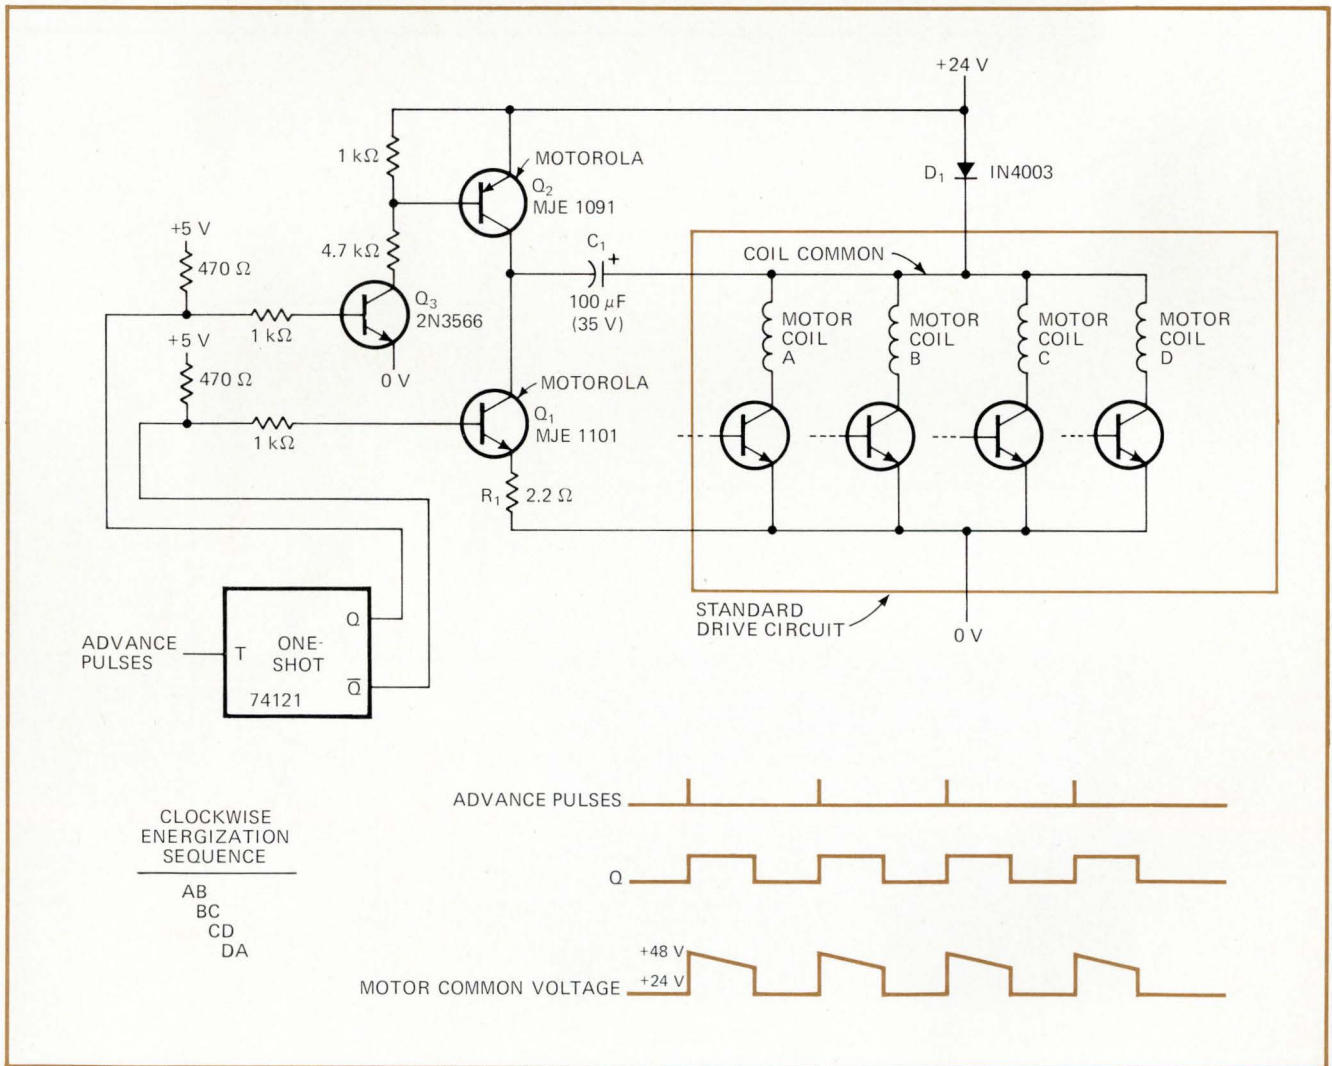 +24 V
1 kΩ
MOTOROLA
Q2
MJE 1091
D1
IN4003
+5 V
470 Ω
4.7 kΩ
C1
+
100 μF
(35 V)
COIL COMMON
Q3
2N3566
1 kΩ
0 V
MOTOR
COIL
A
MOTOR
COIL
B
MOTOR
COIL
C
MOTOR
COIL
D
+5 V
470 Ω
1 kΩ
MOTOROLA
Q1
MJE 1101
R1
2.2 Ω
STANDARD
DRIVE CIRCUIT
0 V
ADVANCE
PULSES
T
ONE-
SHOT
74121
Q
Q̅
CLOCKWISE
ENERGIZATION
SEQUENCE
AB
BC
CD
DA
ADVANCE PULSES
Q
+48 V
+24 V
MOTOR COMMON VOLTAGE